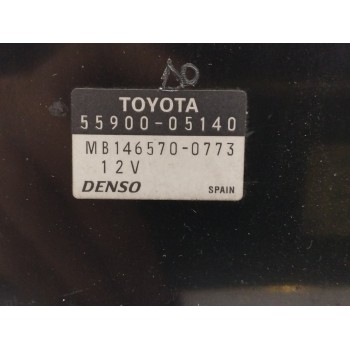 TOYOTA
55900-05140
MB146570-0773
12V
DENSO SPAIN